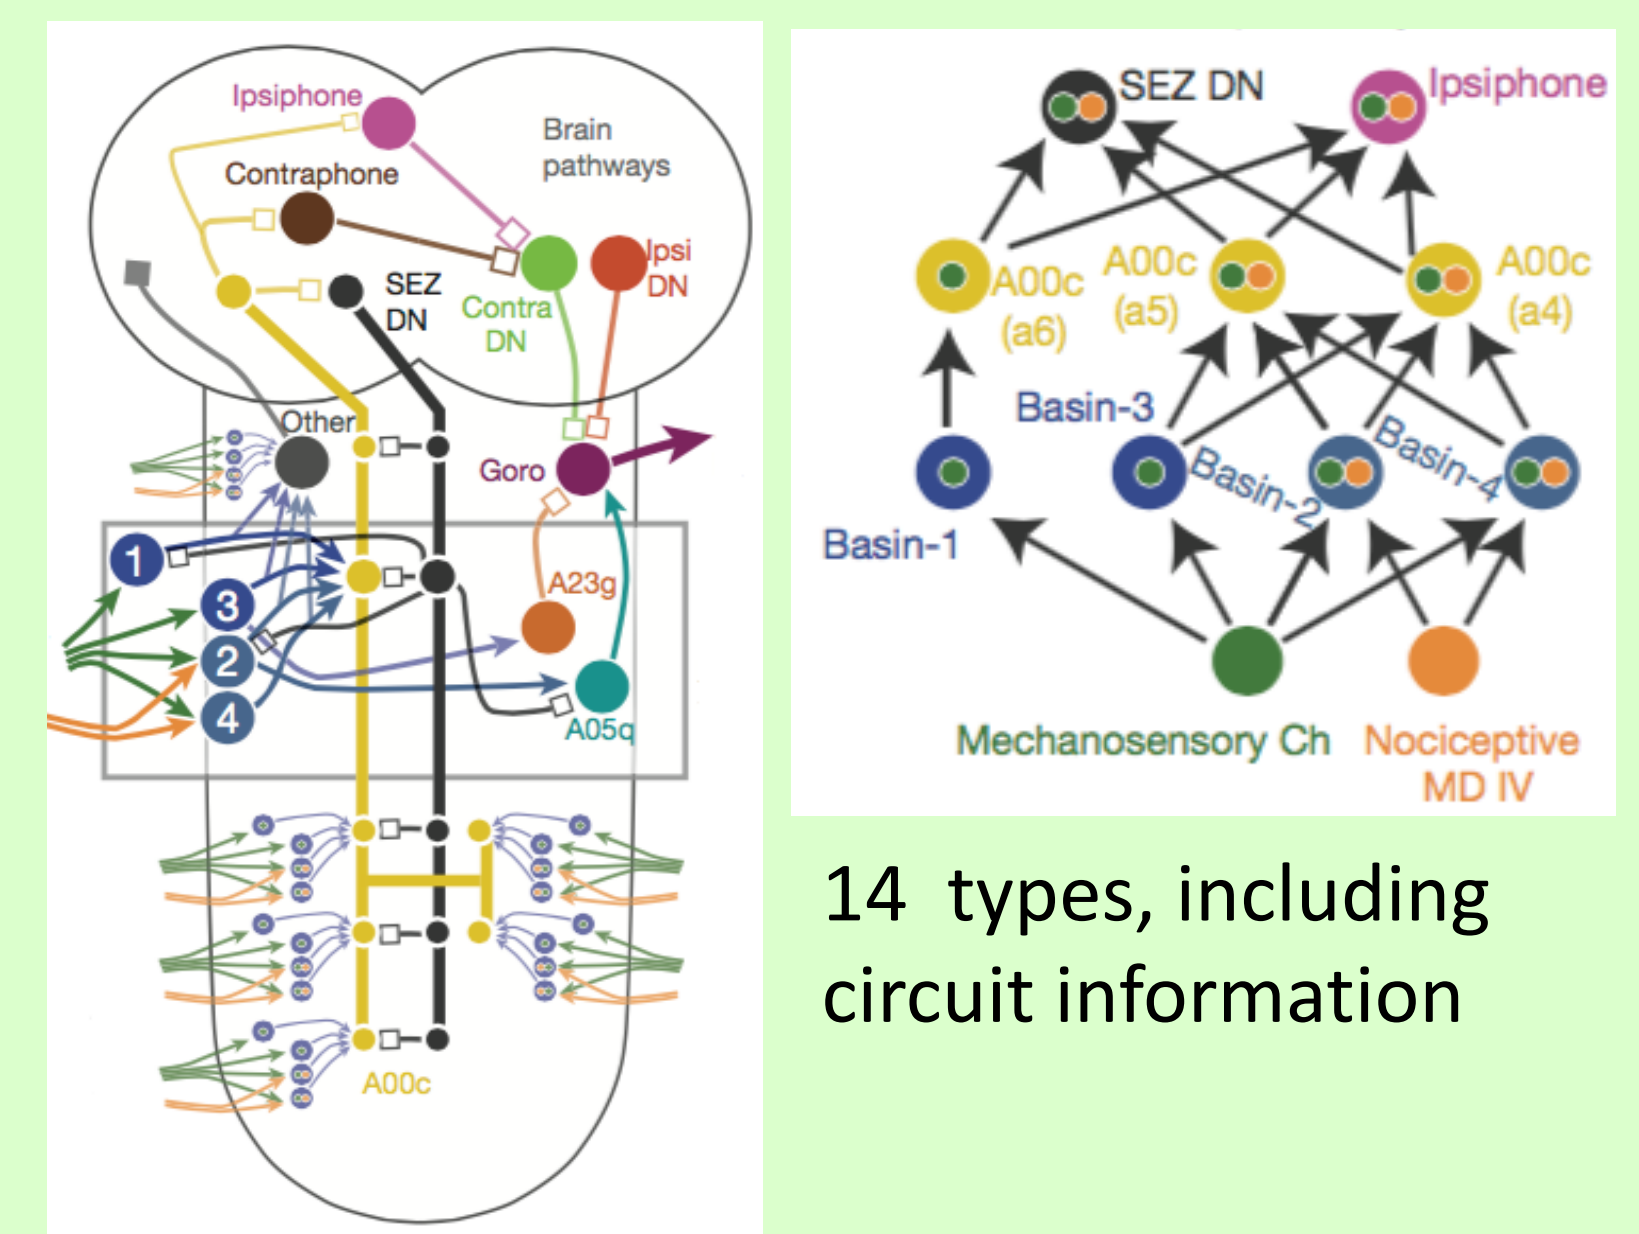 Ipsiphone
Brain
pathways
Contraphone
SEZ
DN
Contra
DN
Ipsi
DN
Other
Goro
1
3
2
4
A23g
A05q
A00c
SEZ DN
Ipsiphone
A00c
(a6)
A00c
(a5)
A00c
(a4)
Basin-3
Basin-2
Basin-4
Basin-1
Mechanosensory Ch
Nociceptive
MD IV
14 types, including
circuit information